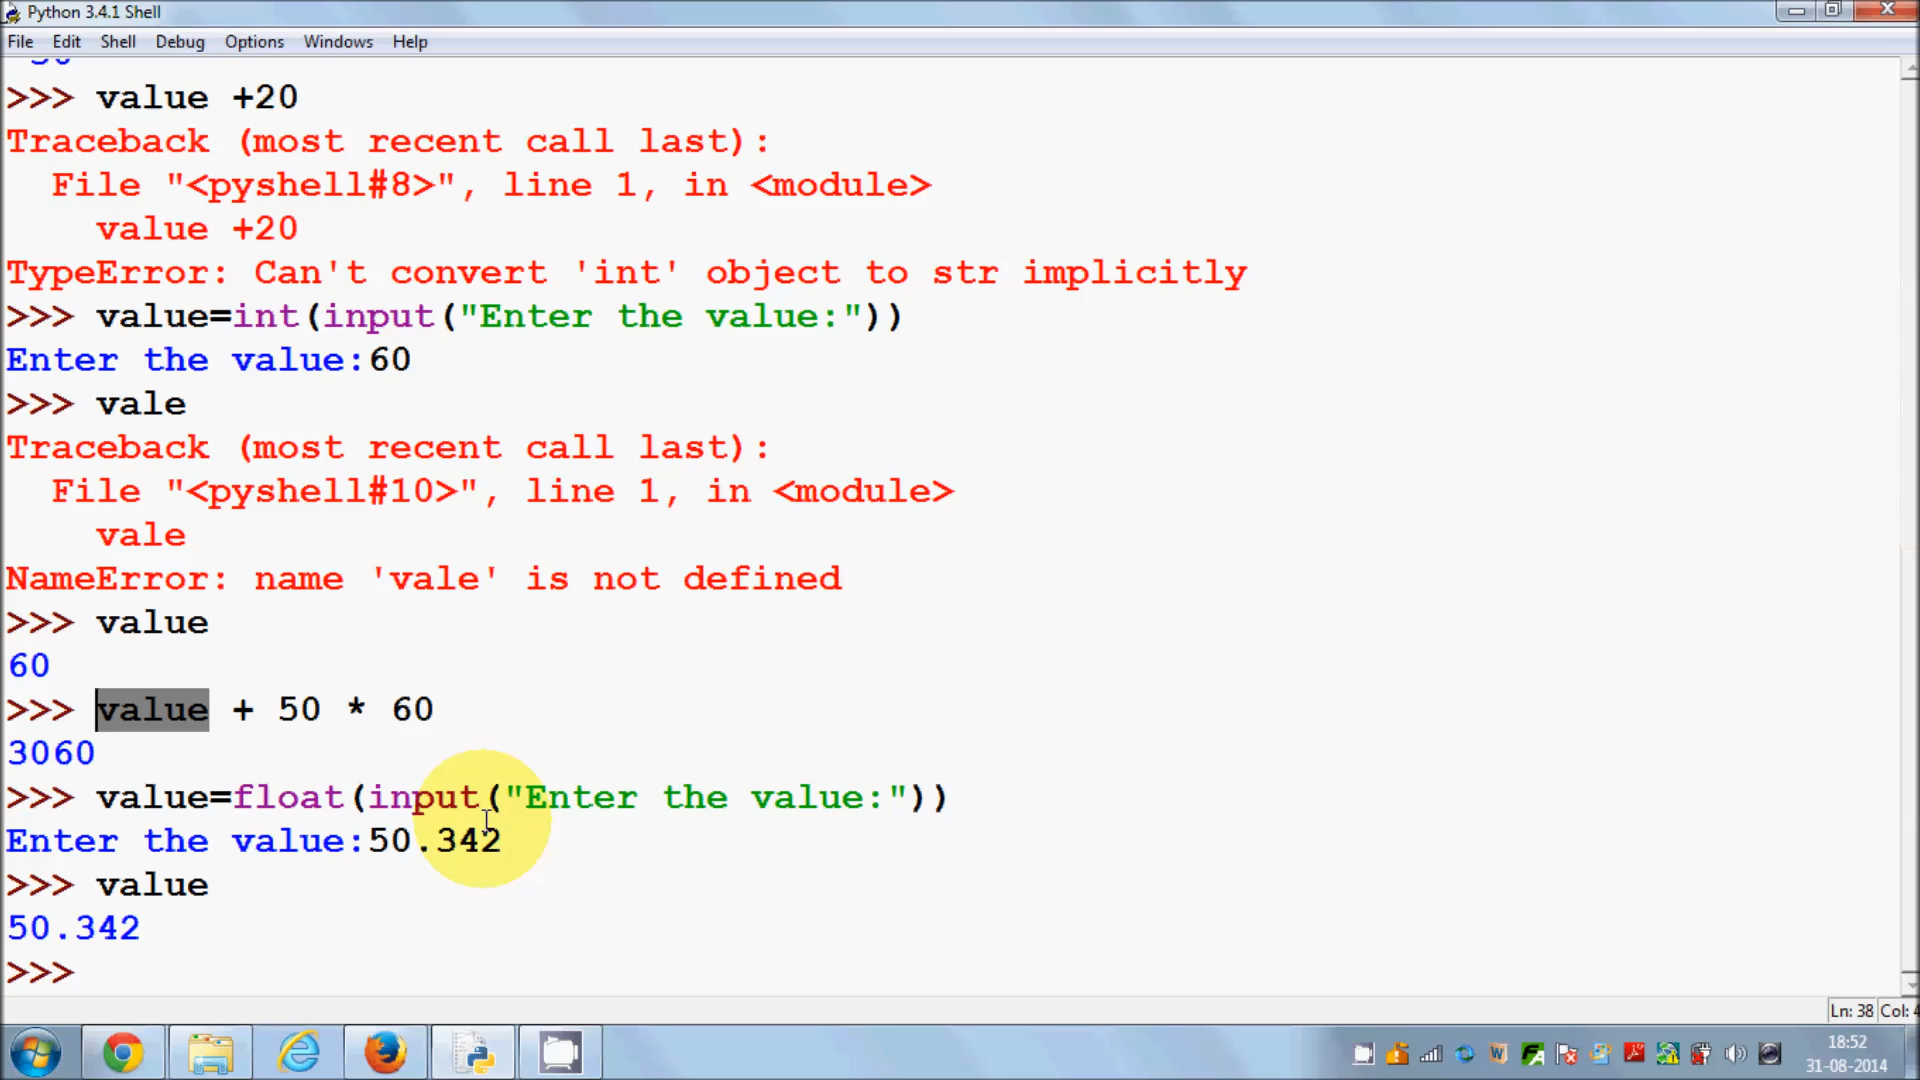 Python 3.4.1 Shell
File Edit Shell Debug Options Windows Help
>>> value +20
Traceback (most recent call last):
  File "<pyshell#8>", line 1, in <module>
    value +20
TypeError: Can't convert 'int' object to str implicitly
>>> value=int(input("Enter the value:"))
Enter the value:60
>>> vale
Traceback (most recent call last):
  File "<pyshell#10>", line 1, in <module>
    vale
NameError: name 'vale' is not defined
>>> value
60
>>> value + 50 * 60
3060
>>> value=float(input("Enter the value:"))
Enter the value:50.342
>>> value
50.342
>>>
Ln: 38 Col: 4
18:52
31-08-2014